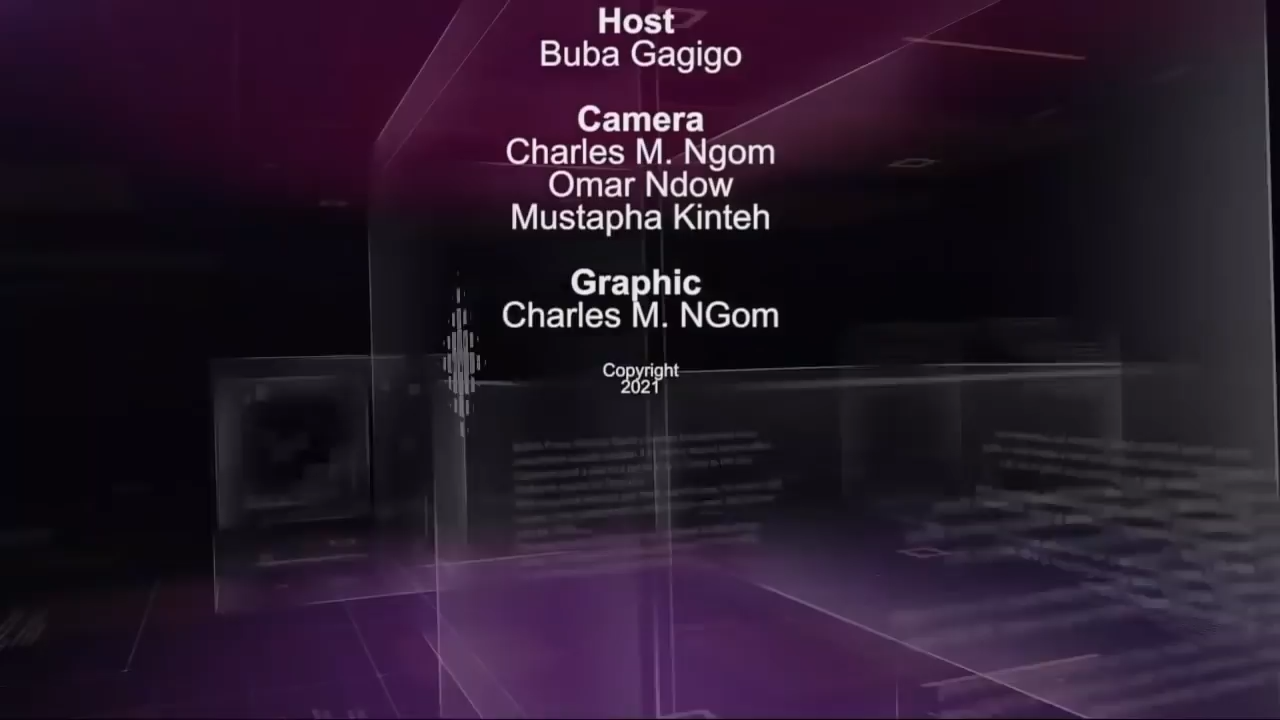 Host
Buba Gagigo
Camera
Charles M. Ngom
Omar Ndow
Mustapha Kinteh
Graphic
Charles M. NGom
Copyright
2021